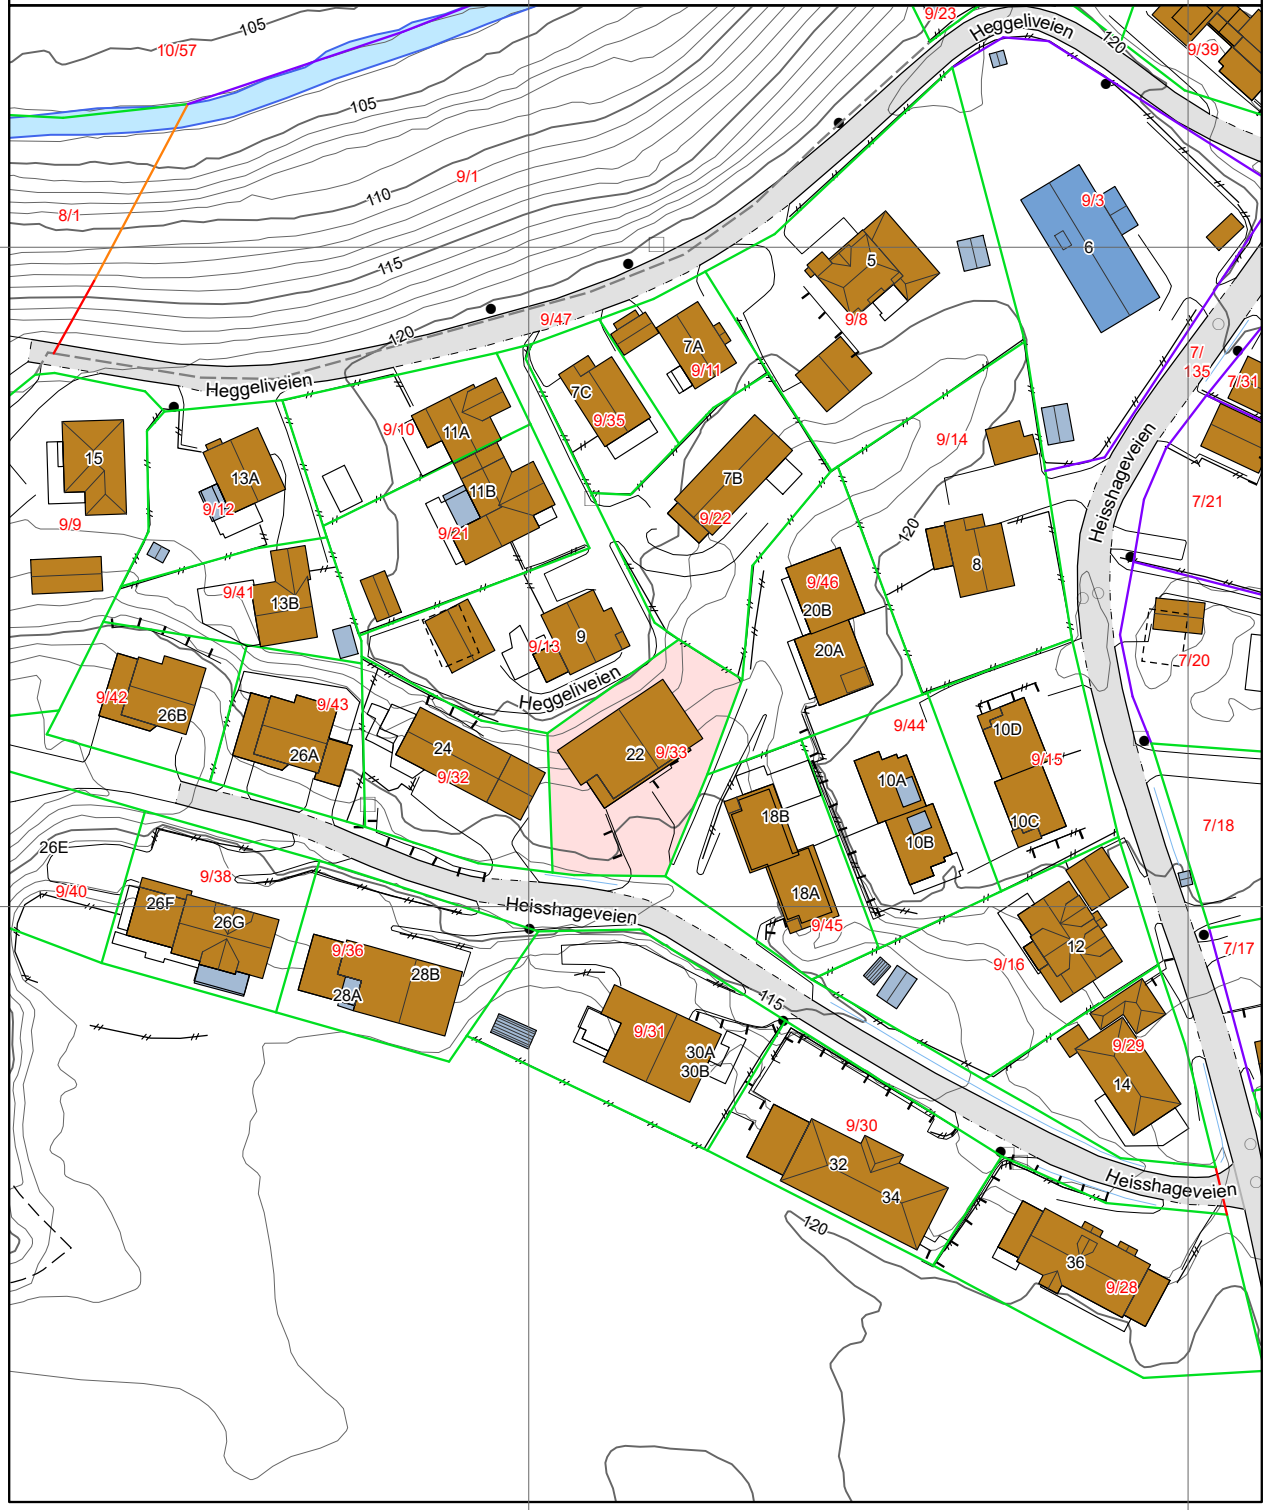 9/23
Heggeliveien
120
9/39
105
10/57
105
9/1
110
8/1
9/3
6
115
5
9/8
120
9/47
7A
9/11
7/
135
7/31
Heggeliveien
7C
9/35
9/10
11A
9/14
15
13A
7B
11B
9/12
9/22
9/21
9/9
Heisshageveien
7/21
120
8
9/46
20B
9/41
13B
9
9/13
20A
7/20
Heggeliveien
9/42
26B
9/43
26A
24
9/32
22
9/33
9/44
10D
9/15
10A
10C
10B
18B
7/18
26E
9/38
9/40
26F
26G
18A
9/45
Heisshageveien
9/36
28B
28A
12
9/16
7/17
115
9/31
30A
30B
9/29
14
9/30
32
34
Heisshageveien
120
36
9/28